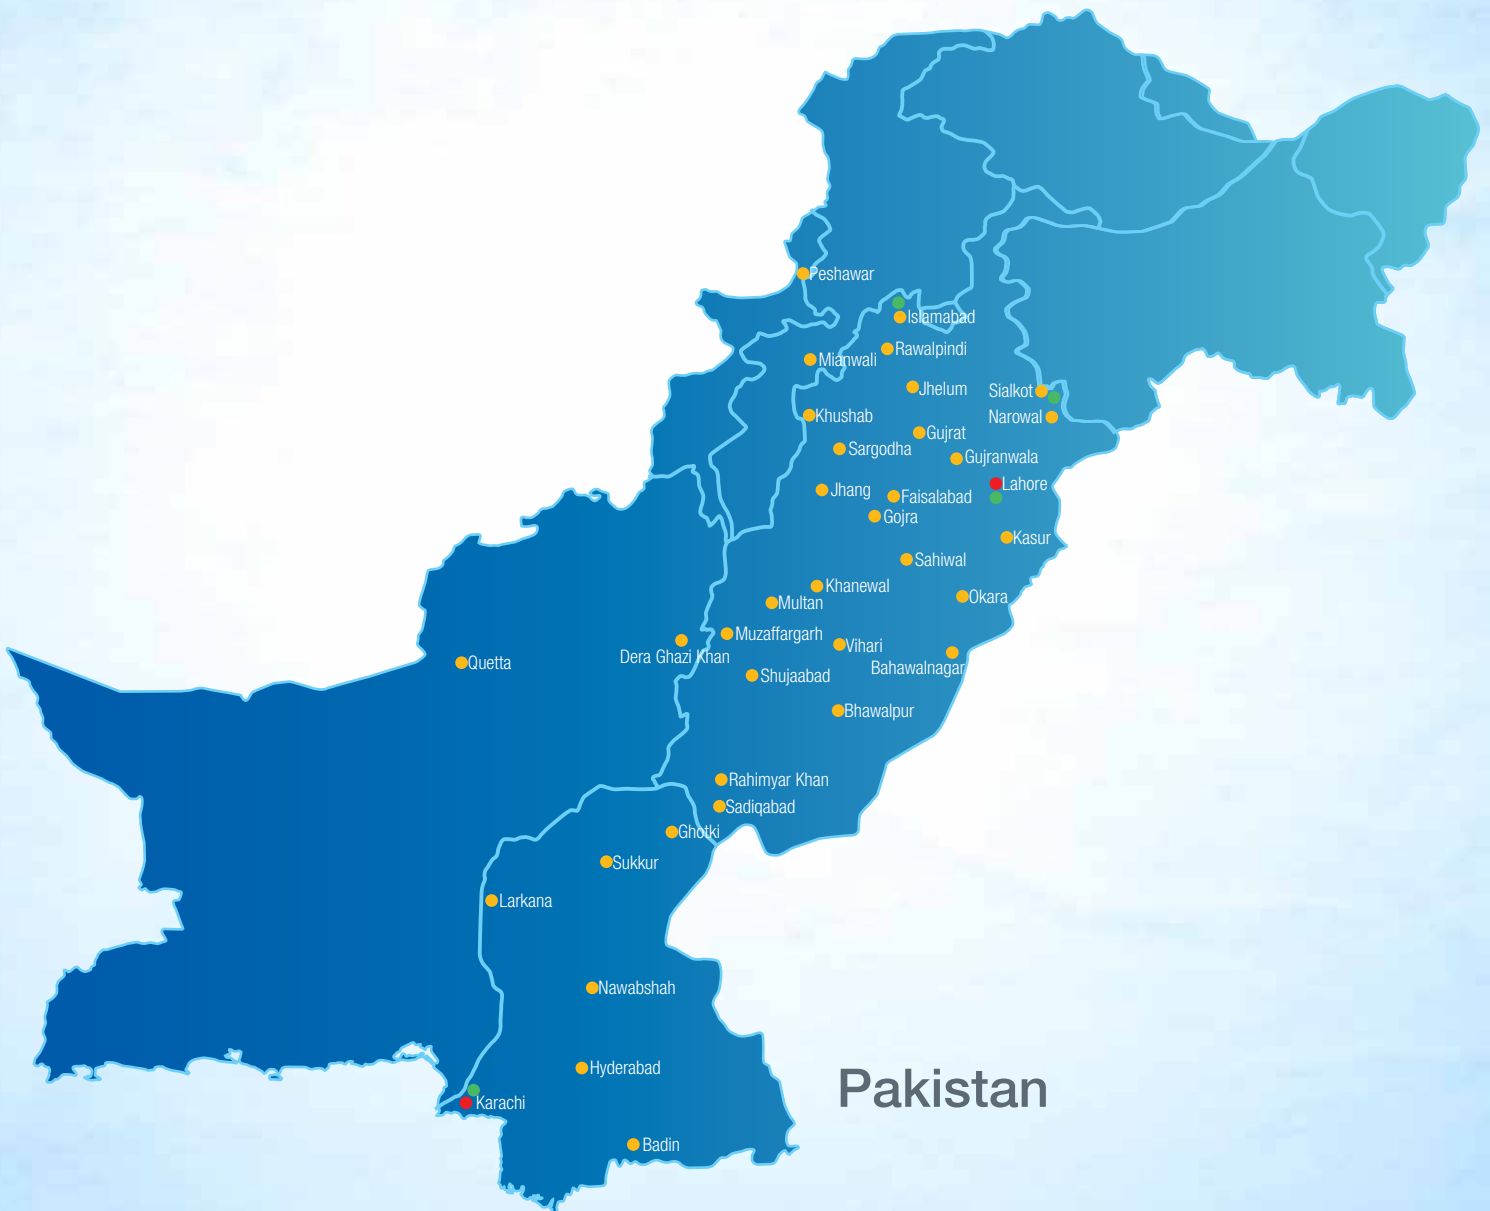 Peshawar
Islamabad
Rawalpindi
Mianwali
Jhelum
Sialkot
Khushab
Narowal
Gujrat
Sargodha
Gujranwala
Lahore
Jhang
Faisalabad
Gojra
Kasur
Sahiwal
Khanewal
Okara
Multan
Muzaffargarh
Vihari
Dera Ghazi Khan
Quetta
Bahawalnagar
Shujaabad
Bhawalpur
Rahimyar Khan
Sadiqabad
Ghotki
Sukkur
Larkana
Nawabshah
Hyderabad
Pakistan
Karachi
Badin